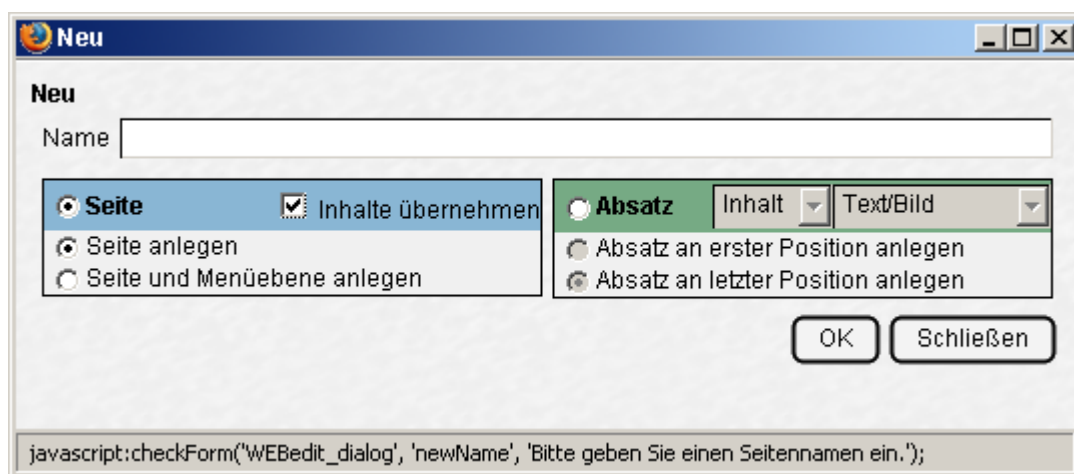 Neu
Neu
Name
Seite Inhalte übernehmen
Seite anlegen
Seite und Menüebene anlegen
Absatz Inhalt Text/Bild
Absatz an erster Position anlegen
Absatz an letzter Position anlegen
OK Schließen
javascript:checkForm('WEBedit_dialog', 'newName', 'Bitte geben Sie einen Seitennamen ein.');